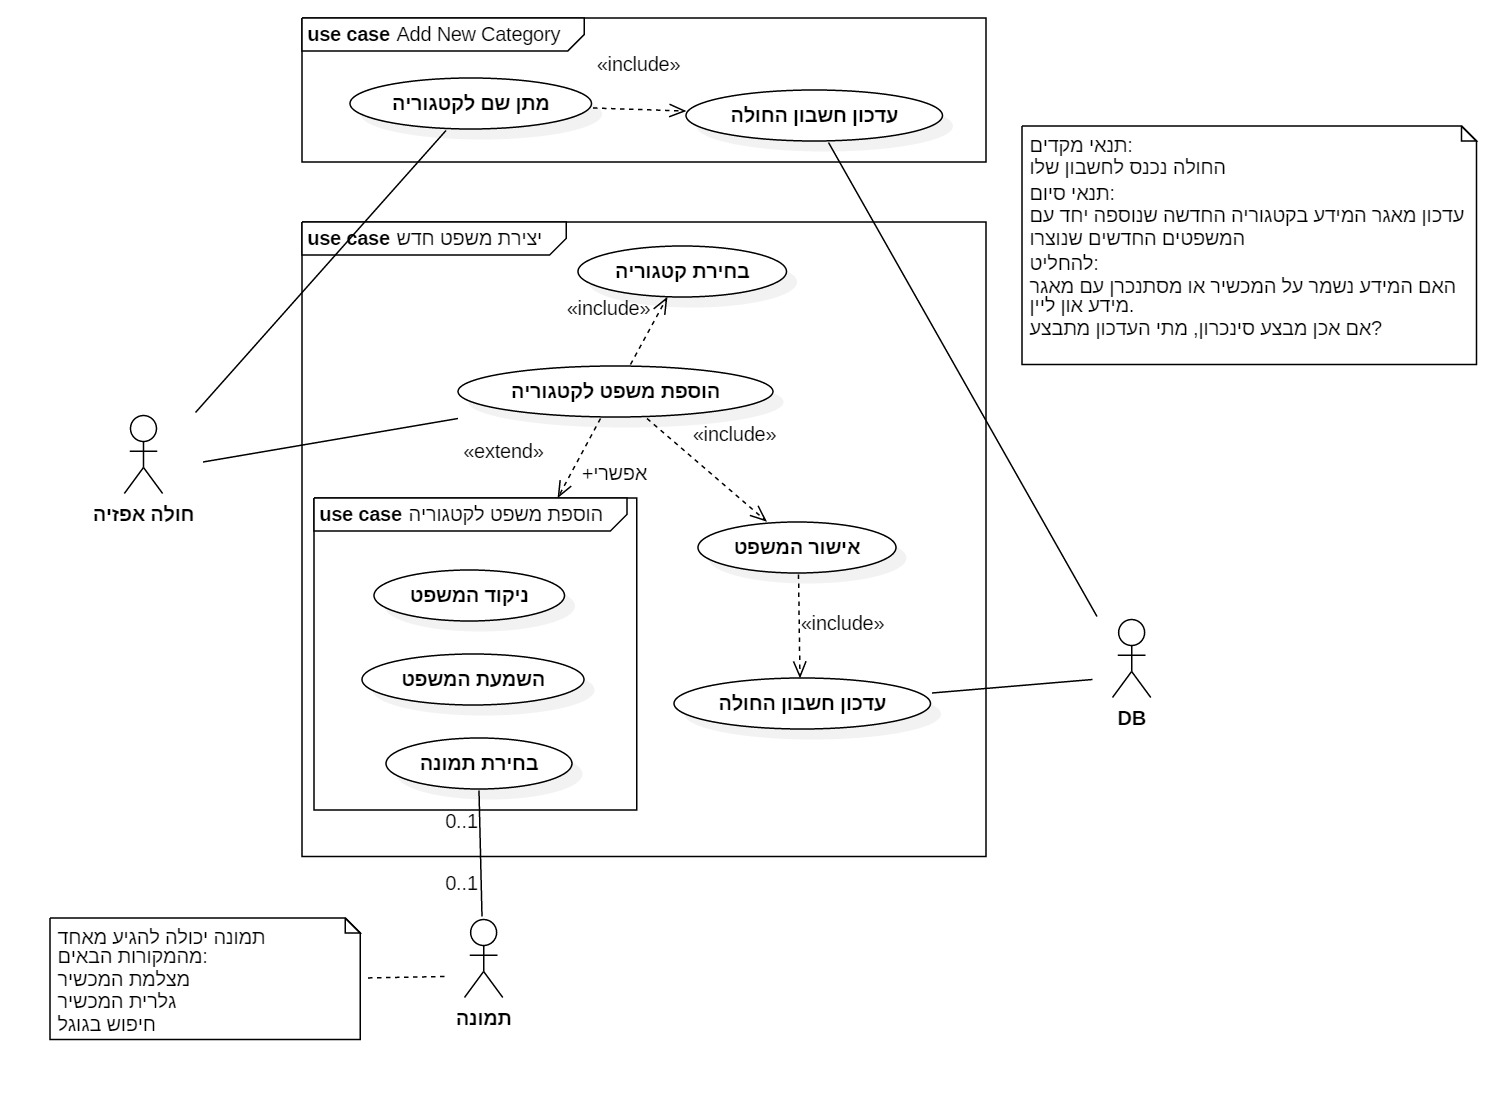 use case Add New Category
«include»
מתן שם לקטגוריה
עדכון חשבון החולה
תנאי מקדים:
החולה נכנס לחשבון שלו
תנאי סיום:
עדכון מאגר המידע בקטגוריה החדשה שנוספה יחד עם
המשפטים החדשים שנוצרו
להחליט:
האם המידע נשמר על המכשיר או מסתנכרן עם מאגר
מידע און ליין.
אם אכן מבצע סינכרון, מתי העדכון מתבצע?
use case יצירת משפט חדש
בחירת קטגוריה
«include»
הוספת משפט לקטגוריה
«include»
«extend»
+אפשרי
חולה אפזיה
use case הוספת משפט לקטגוריה
אישור המשפט
ניקוד המשפט
«include»
השמעת המשפט
עדכון חשבון החולה
DB
בחירת תמונה
0..1
0..1
תמונה יכולה להגיע מאחד
מהמקורות הבאים:
מצלמת המכשיר
גלרית המכשיר
חיפוש בגוגל
תמונה